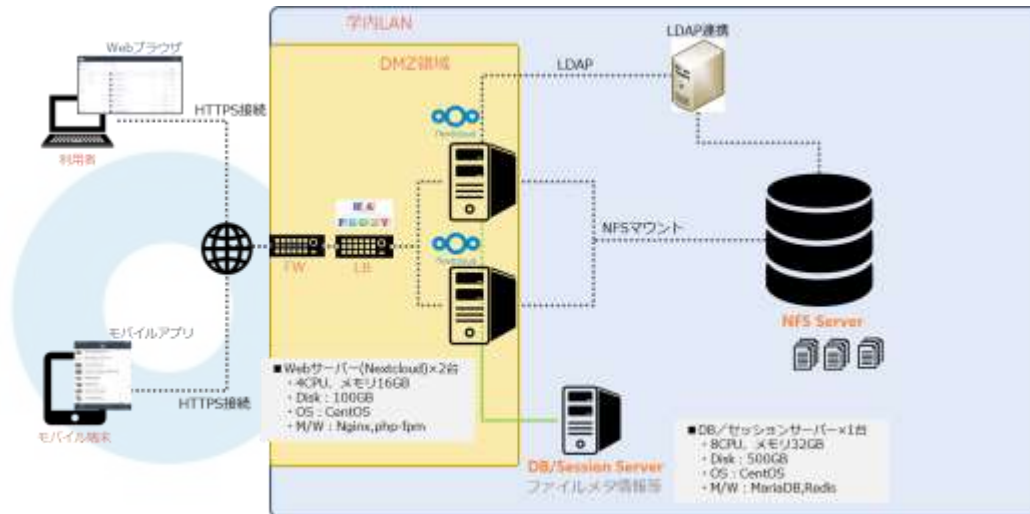 学内LAN
DMZ領域
Webブラウザ
HTTPS接続
利用者
LDAP
LDAP連携
Nextcloud
HA
PROXY
Nextcloud
FW
LB
NFSマウント
NFS Server
モバイルアプリ
HTTPS接続
モバイル端末
■Webサーバー(Nextcloud)×2台
・4CPU、メモリ16GB
・Disk:100GB
・OS:CentOS
・M/W:Nginx,php-fpm
DB/Session Server
ファイルメタ情報等
■DB/セッションサーバー×1台
・8CPU、メモリ32GB
・Disk:500GB
・OS:CentOS
・M/W:MariaDB,Redis